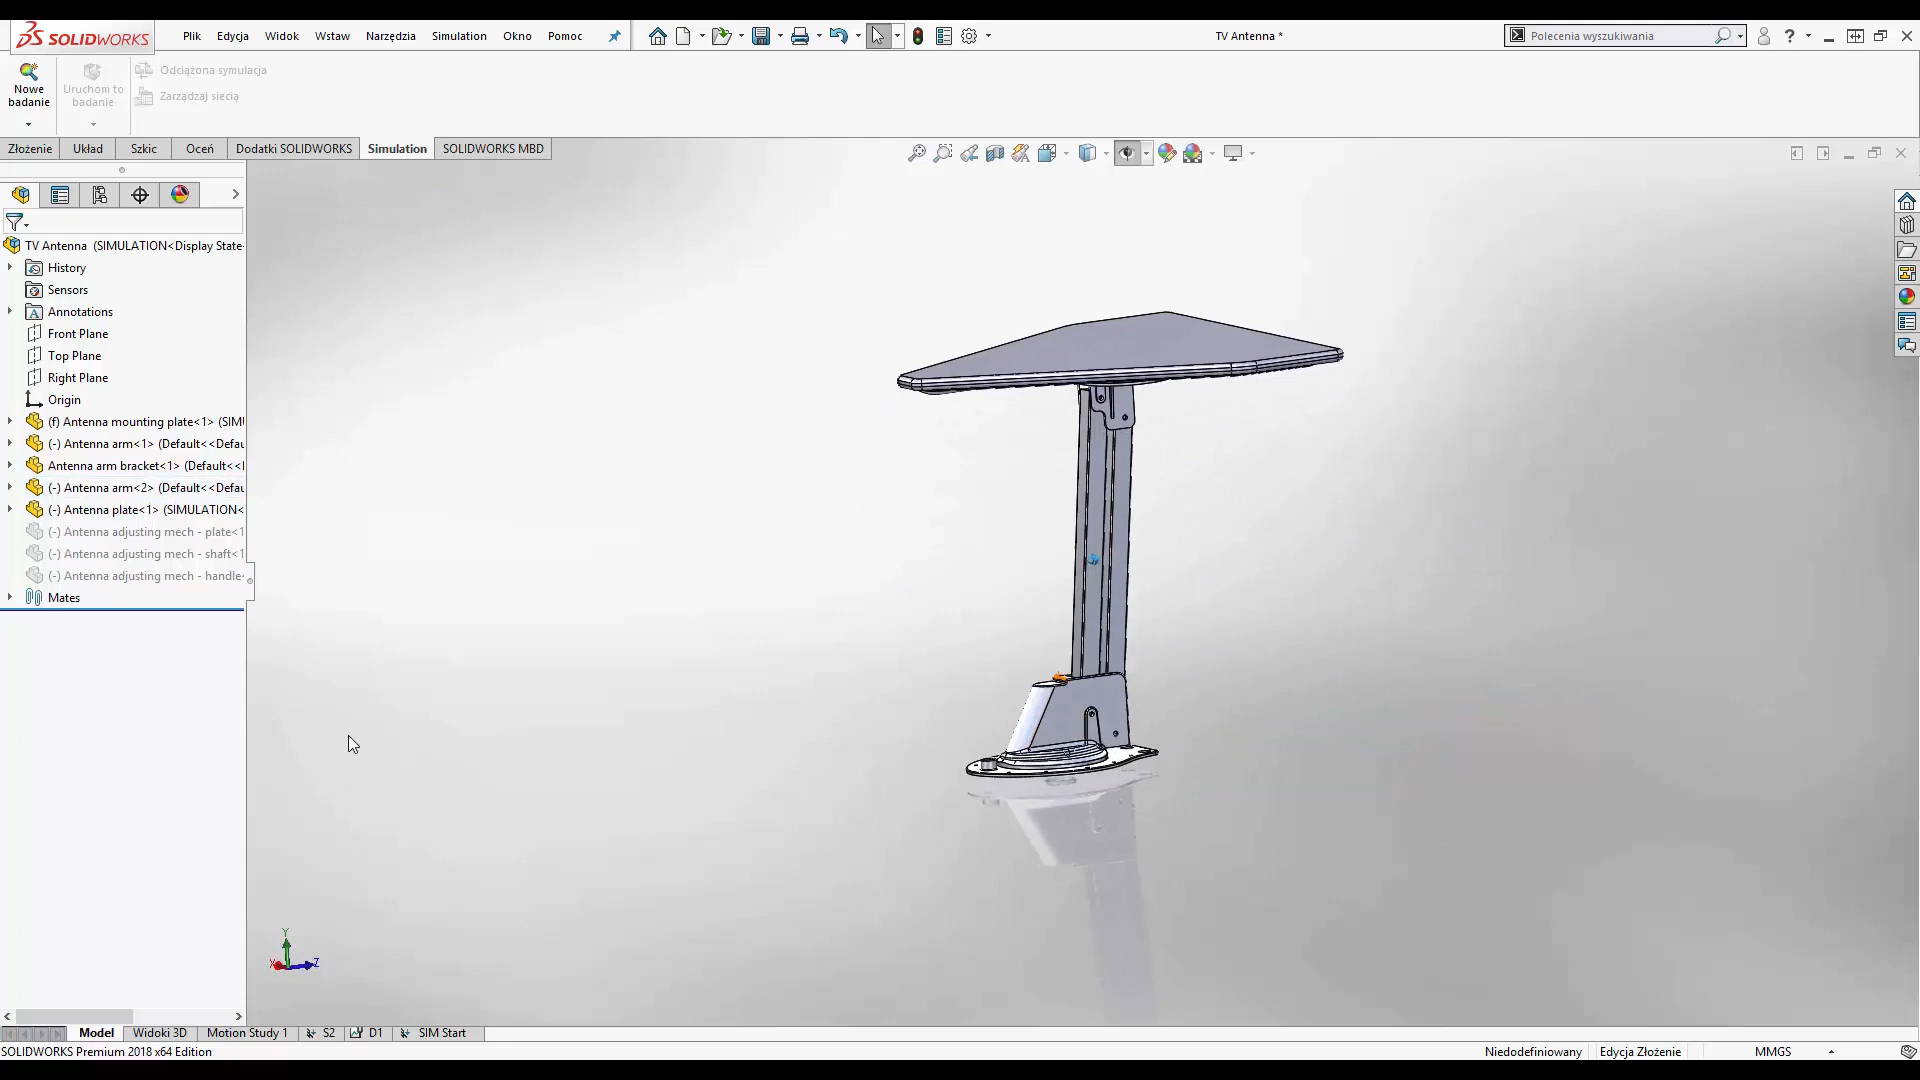 SOLIDWORKS
Plik Edycja Widok Wstaw Narzędzia Simulation Okno Pomoc
TV Antenna *
Polecenia wyszukiwania
Nowe badanie
Uruchom to badanie
Odciążona symulacja
Zarządzaj siecią
Złożenie Układ Szkic Oceń Dodatki SOLIDWORKS Simulation SOLIDWORKS MBD
TV Antenna (SIMULATION<Display State-
History
Sensors
Annotations
Front Plane
Top Plane
Right Plane
Origin
(f) Antenna mounting plate<1> (SIMU
(-) Antenna arm<1> (Default<<Defau
Antenna arm bracket<1> (Default<<
(-) Antenna arm<2> (Default<<Defau
(-) Antenna plate<1> (SIMULATION<
(-) Antenna adjusting mech - plate<1
(-) Antenna adjusting mech - shaft<1
(-) Antenna adjusting mech - handle
Mates
Y
X Z
Model Widoki 3D Motion Study 1 S2 D1 SIM Start
SOLIDWORKS Premium 2018 x64 Edition
Niedodefiniowany Edycja Złożenie MMGS